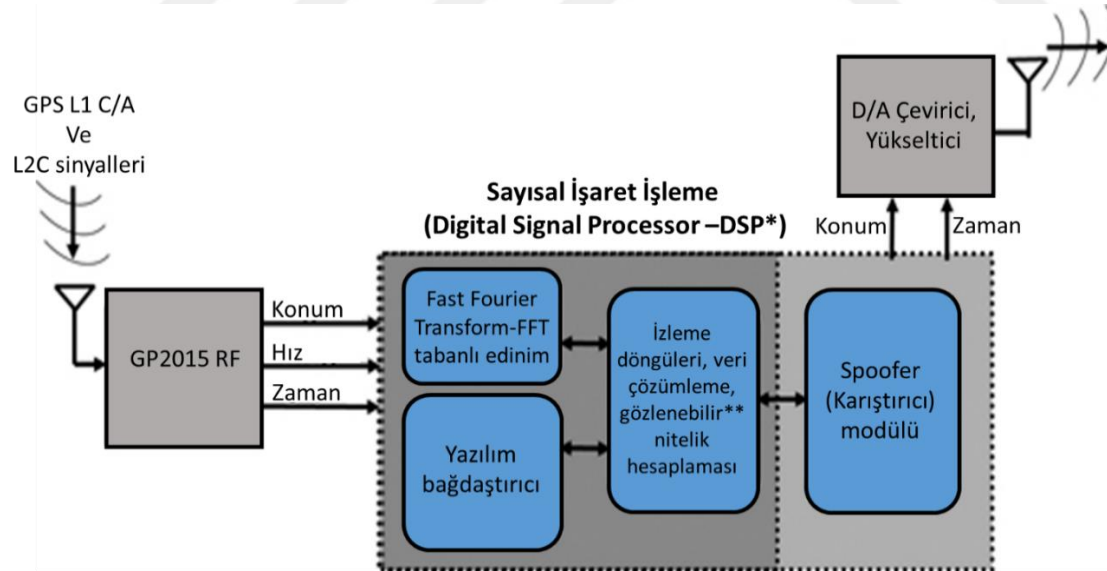 GPS L1 C/A
Ve
L2C sinyalleri
GP2015 RF
Konum
Hız
Zaman
Sayısal İşaret İşleme
(Digital Signal Processor –DSP*)
Fast Fourier
Transform-FFT
tabanlı edinim
Yazılım
bağdaştırıcı
İzleme
döngüleri, veri
çözümleme,
gözlenebilir**
nitelik
hesaplaması
Spoofer
(Karıştırıcı)
modülü
Konum
Zaman
D/A Çevirici,
Yükseltici